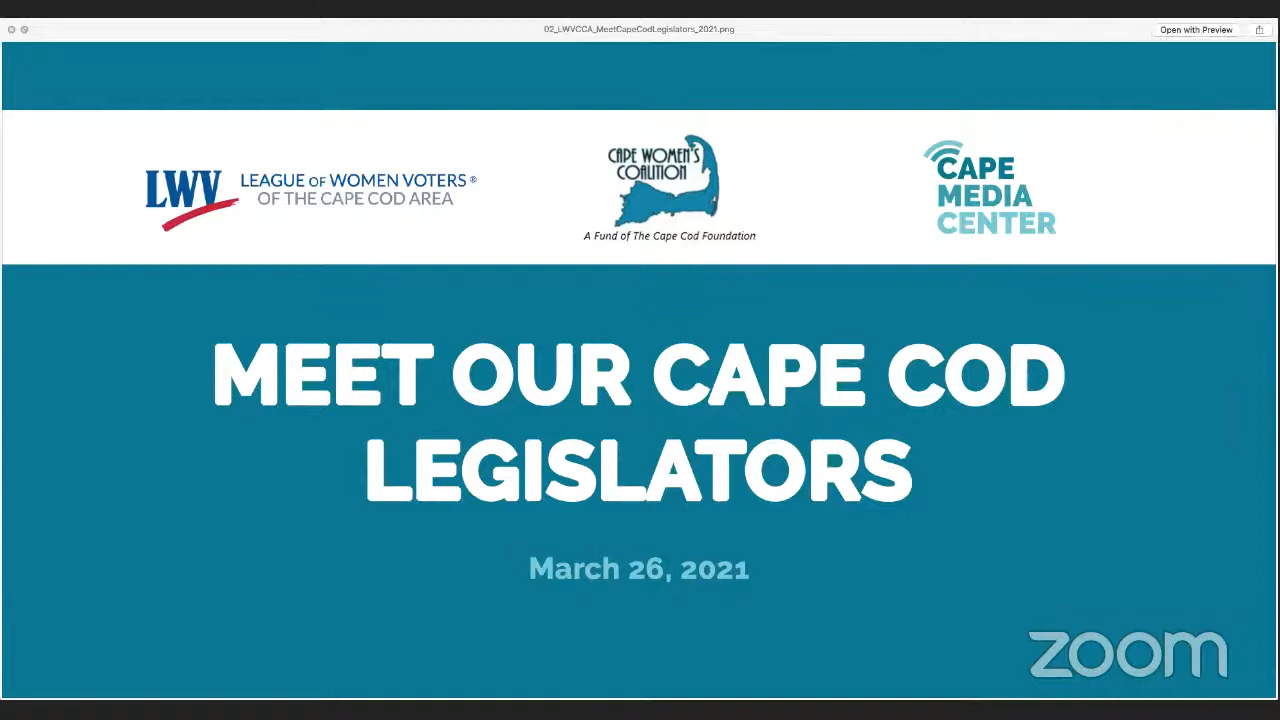 02_LWVCCA_MeetCapeCodLegislators_2021.png
Open with Preview
LWV
LEAGUE OF WOMEN VOTERS®
OF THE CAPE COD AREA
CAPE WOMEN'S
COALITION
A Fund of The Cape Cod Foundation
CAPE
MEDIA
CENTER
MEET OUR CAPE COD
LEGISLATORS
March 26, 2021
zoom